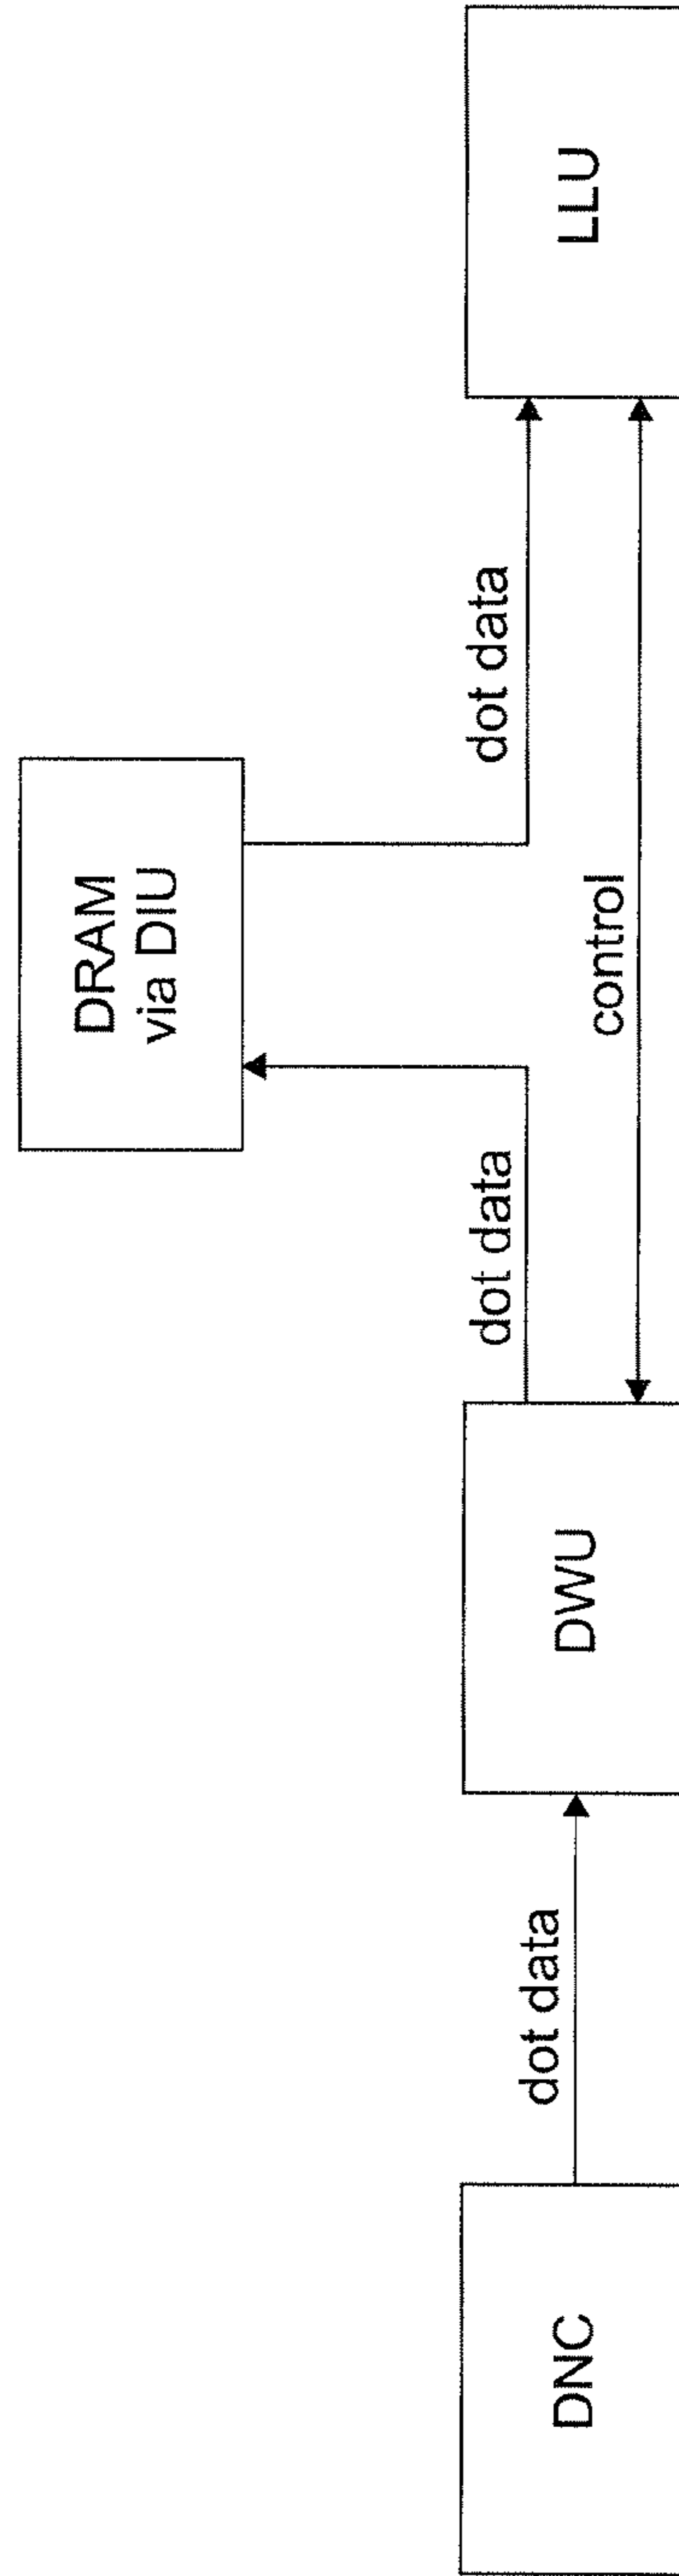 DNC
dot data
DWU
dot data
DRAM
via DIU
control
dot data
LLU